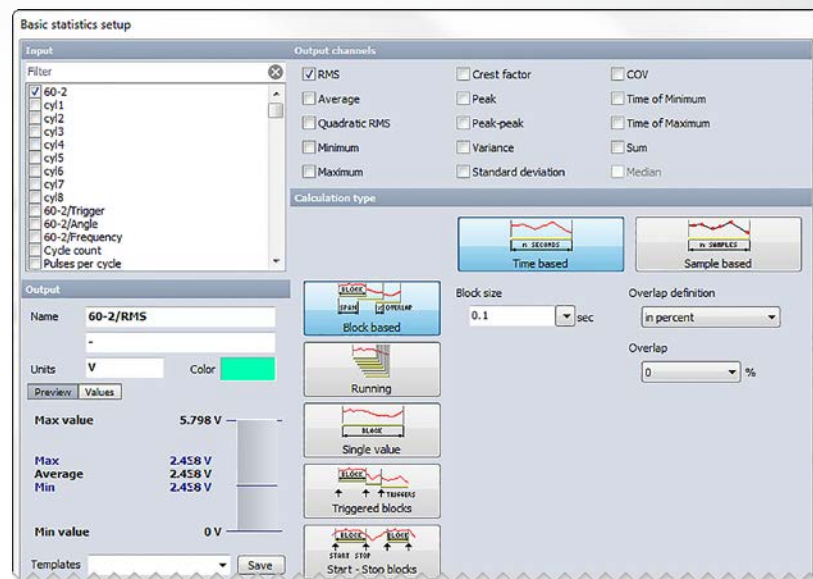 Basic statistics setup
Input
Filter
60-2
cyl1
cyl2
cyl3
cyl4
cyl5
cyl6
cyl7
cyl8
60-2/Trigger
60-2/Angle
60-2/Frequency
Cycle count
Pulses per cycle
Output channels
RMS
Average
Quadratic RMS
Minimum
Maximum
Crest factor
Peak
Peak-peak
Variance
Standard deviation
COV
Time of Minimum
Time of Maximum
Sum
Median
Calculation type
n SECONDS
Time based
n SAMPLES
Sample based
BLOCK
SPAN
OVERLAP
Block based
Running
BLOCK
Single value
BLOCK
TRIGGERS
Triggered blocks
BLOCK BLOCK
START STOP
Start - Stop blocks
Block size
0.1 sec
Overlap definition
in percent
Overlap
0 %
Output
Name 60-2/RMS
-
Units V Color
Preview Values
Max value 5.798 V
Max 2.458 V
Average 2.458 V
Min 2.458 V
Min value 0 V
Templates Save